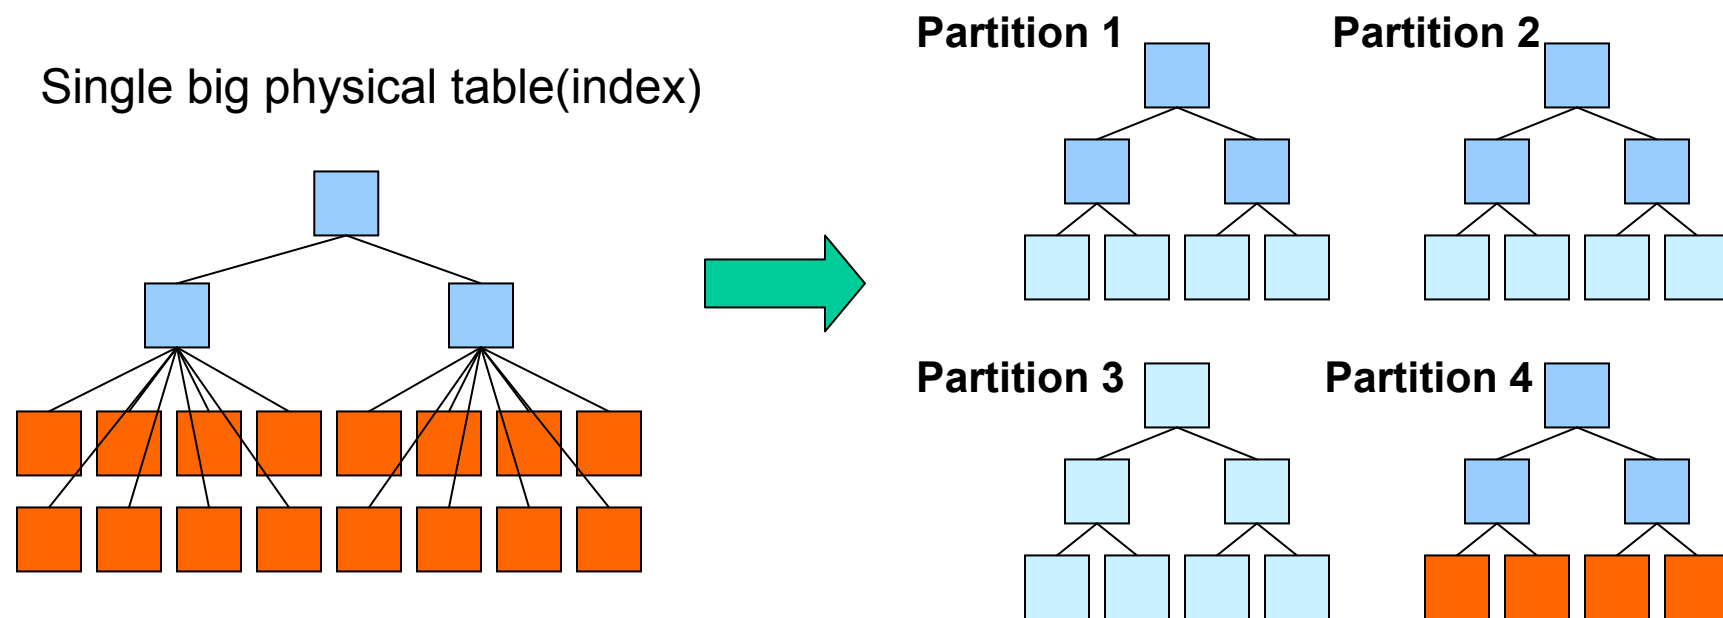 Single big physical table(index)
Partition 1
Partition 2
Partition 3
Partition 4